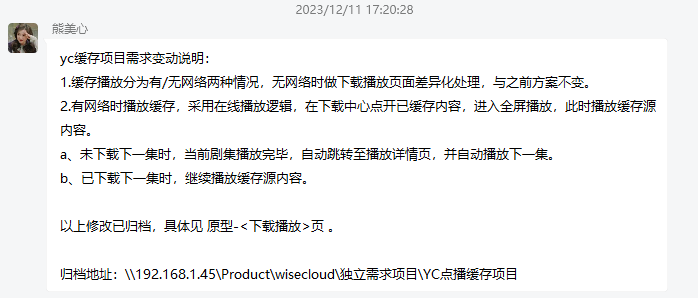 2023/12/11 17:20:28
熊美心
yc缓存项目需求变动说明：
1.缓存播放分为有/无网络两种情况，无网络时做下载播放页面差异化处理，与之前方案不变。
2.有网络时播放缓存，采用在线播放逻辑，在下载中心点开已缓存内容，进入全屏播放，此时播放缓存源
内容。
a、未下载下一集时，当前剧集播放完毕，自动跳转至播放详情页，并自动播放下一集。
b、已下载下一集时，继续播放缓存源内容。
以上修改已归档，具体见 原型-<下载播放>页 。
归档地址：\\192.168.1.45\Product\wisecloud\独立需求项目\YC点播缓存项目